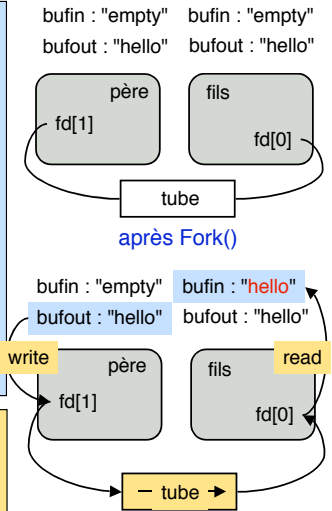 bufin : "empty" bufin : "empty"
bufout : "hello" bufout : "hello"
père fils
fd[1]
fd[0]
tube
après Fork()
bufin : "empty" bufin : "hello"
bufout : "hello" bufout : "hello"
write père fils read
fd[1]
fd[0]
tube